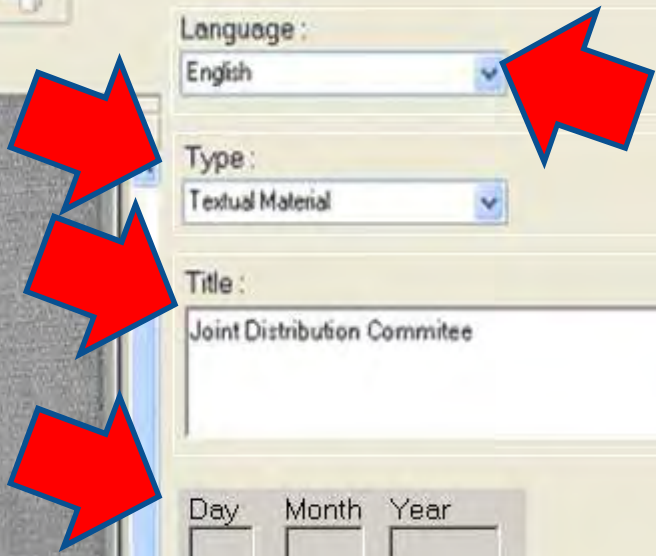 Language :
English
Type :
Textual Material
Title :
Joint Distribution Commitee
Day Month Year